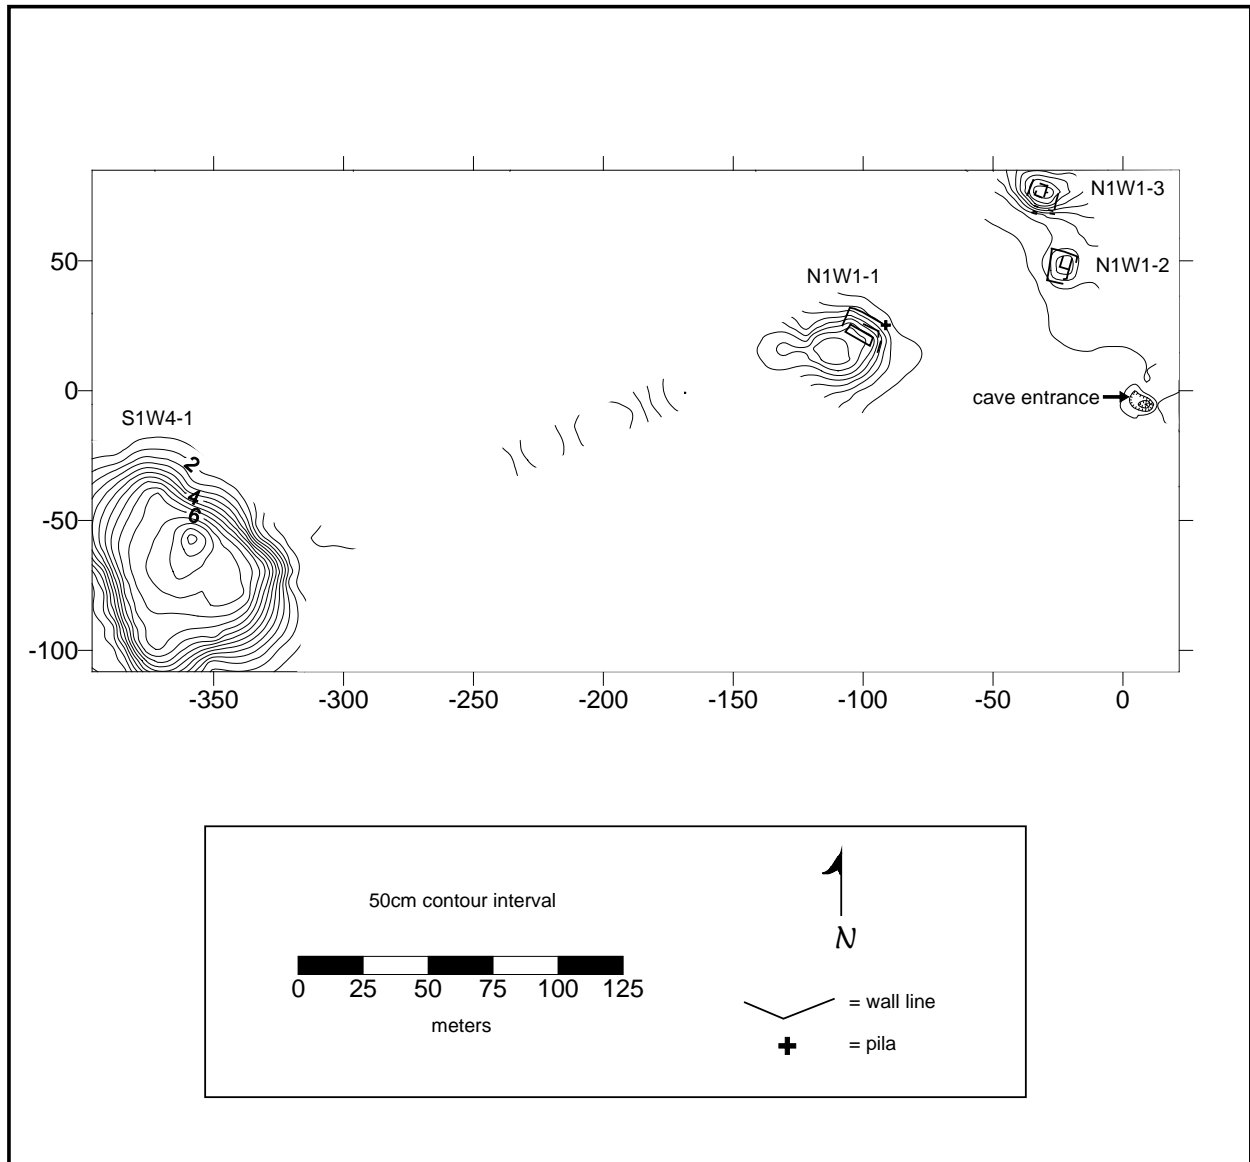 N1W1-3
50
N1W1-2
N1W1-1
0
cave entrance
S1W4-1
2
4
6
-50
-100
-350 -300 -250 -200 -150 -100 -50 0
50cm contour interval
N
0 25 50 75 100 125
meters
= wall line
= pila